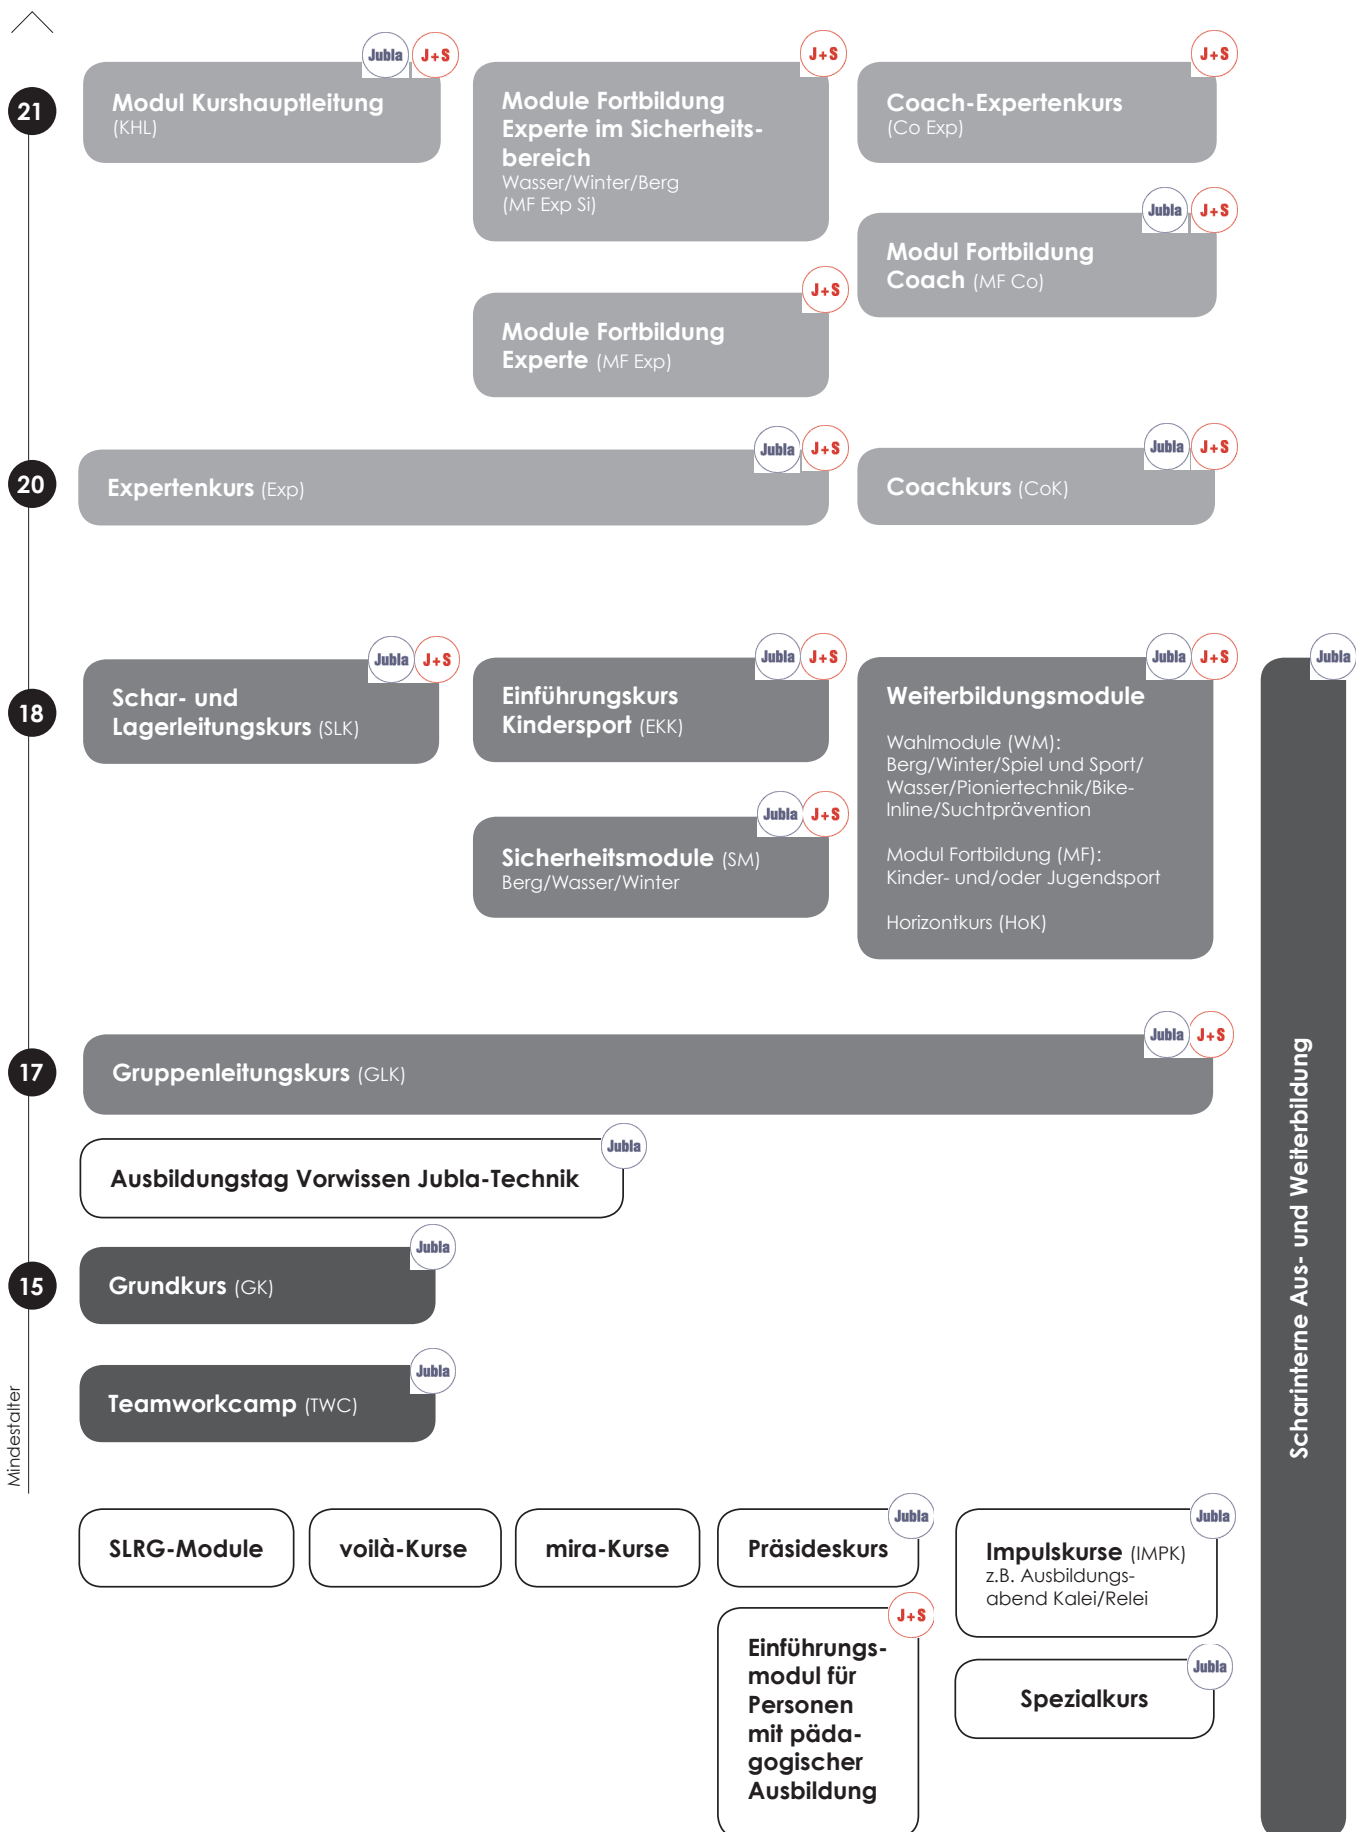 Jubla J+S
21
Modul Kurshauptleitung
(KHL)
J+S
Module Fortbildung
Experte im Sicherheits-
bereich
Wasser/Winter/Berg
(MF Exp Si)
J+S
Coach-Expertenkurs
(Co Exp)
Jubla J+S
Modul Fortbildung
Coach (MF Co)
J+S
Module Fortbildung
Experte (MF Exp)
20
Jubla J+S
Expertenkurs (Exp)
Jubla J+S
Coachkurs (CoK)
18
Jubla J+S
Schar- und
Lagerleitungskurs (SLK)
Jubla J+S
Einführungskurs
Kindersport (EKK)
Jubla J+S
Sicherheitsmodule (SM)
Berg/Wasser/Winter
Jubla J+S
Weiterbildungsmodule
Wahlmodule (WM):
Berg/Winter/Spiel und Sport/
Wasser/Pioniertechnik/Bike-
Inline/Suchtprävention
Modul Fortbildung (MF):
Kinder- und/oder Jugendsport
Horizontkurs (HoK)
Jubla
Scharinterne Aus- und Weiterbildung
17
Jubla J+S
Gruppenleitungskurs (GLK)
Jubla
Ausbildungstag Vorwissen Jubla-Technik
15
Jubla
Grundkurs (GK)
Jubla
Teamworkcamp (TWC)
Mindestalter
SLRG-Module
voilà-Kurse
mira-Kurse
Jubla
Präsideskurs
Jubla
Impulskurse (IMPK)
z.B. Ausbildungs-
abend Kalei/Relei
J+S
Einführungs-
modul für
Personen
mit päda-
gogischer
Ausbildung
Jubla
Spezialkurs